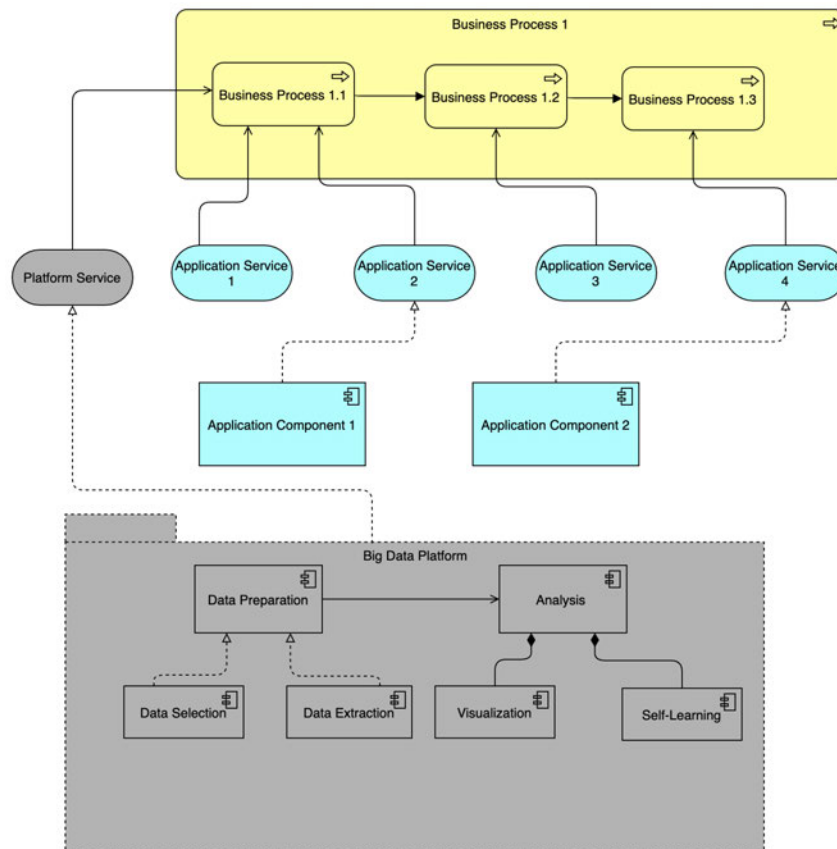 Business Process 1
Business Process 1.1
Business Process 1.2
Business Process 1.3
Platform Service
Application Service
1
Application Service
2
Application Service
3
Application Service
4
Application Component 1
Application Component 2
Big Data Platform
Data Preparation
Analysis
Data Selection
Data Extraction
Visualization
Self-Learning